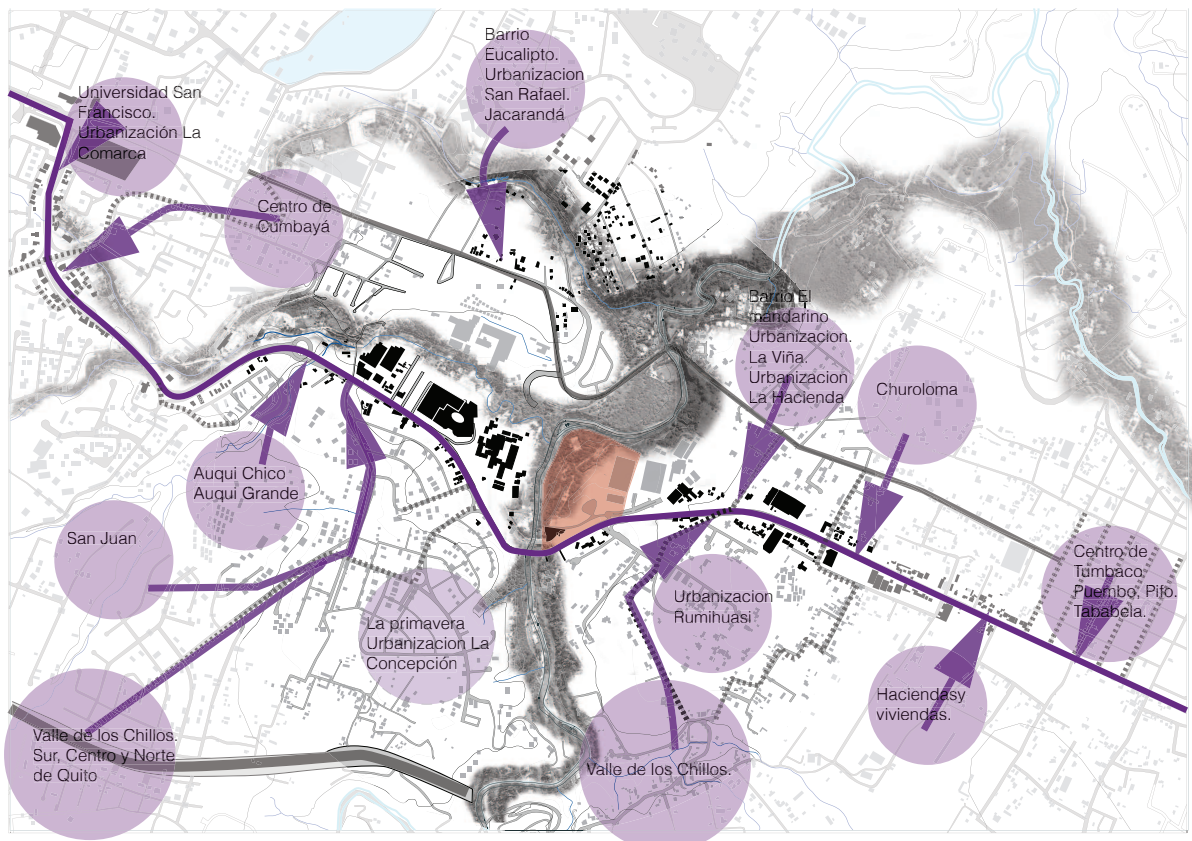 Barrio
Eucalipto.
Urbanizacion
San Rafael.
Jacarandá
Universidad San
Francisco.
Urbanización La
Comarca
Centro de
Cumbayá
Barrio El
mandarino
Urbanizacion.
La Viña.
Urbanizacion
La Hacienda
Churoloma
Auqui Chico
Auqui Grande
San Juan
Centro de
Tumbaco,
Puembo, Pifo.
Tababela.
Urbanizacion
Rumihuasi
La primavera
Urbanizacion La
Concepción
Haciendasy
viviendas.
Valle de los Chillos.
Sur, Centro y Norte
de Quito
Valle de los Chillos.